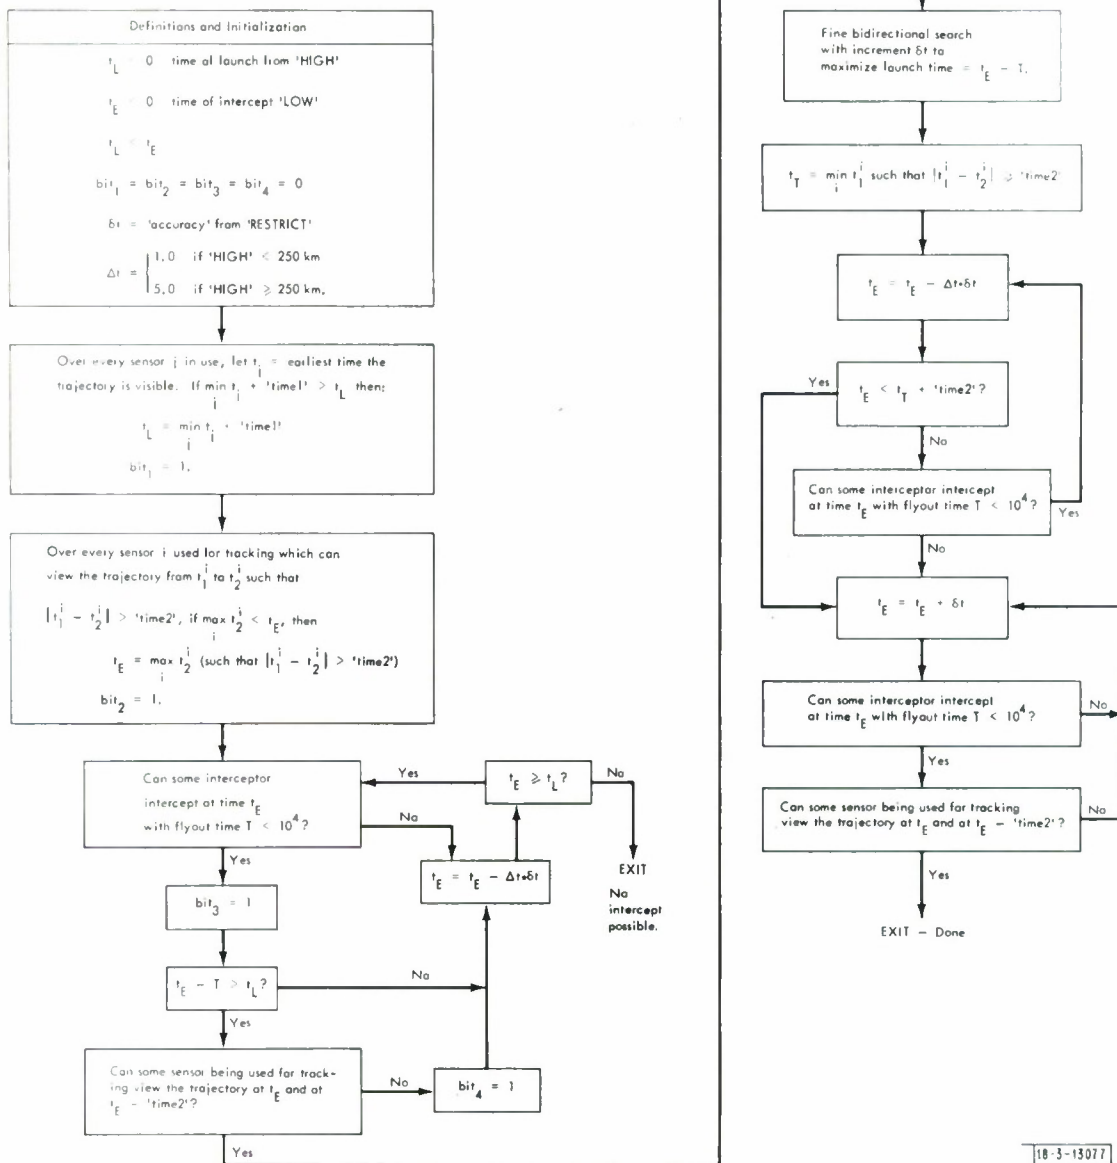 Definitions and Initialization
t_L = 0 time at launch from 'HIGH'
t_E = 0 time of intercept 'LOW'
t_L t_E
bit_1 = bit_2 = bit_3 = bit_4 = 0
δt = 'accuracy' from 'RESTRICT'
Δt = 1.0 if 'HIGH' < 250 km
5.0 if 'HIGH' ≥ 250 km.
Over every sensor j in use, let t_i = earliest time the
trajectory is visible. If min_i t_i + 'time1' > t_L then:
t_L = min_i t_i + 'time1'
bit_1 = 1.
Over every sensor i used for tracking which can
view the trajectory from t_1^i to t_2^i such that
|t_1^i − t_2^i| > 'time2', if max_i t_2^i < t_E, then
t_E = max_i t_2^i (such that |t_1^i − t_2^i| > 'time2')
bit_2 = 1.
Can some interceptor
intercept at time t_E
with flyout time T < 10^4?
Yes
No
Yes
t_E ≥ t_L?
No
t_E = t_E − Δt•δt
EXIT
No
intercept
possible.
bit_3 = 1
t_E − T > t_L?
No
Yes
Can some sensor being used for track-
ing view the trajectory at t_E and at
t_E − 'time2'?
No
bit_4 = 1
Yes
Fine bidirectional search
with increment δt to
maximize launch time = t_E − T.
t_T = min_i t_1^i such that |t_1^i − t_2^i| ≥ 'time2'
t_E = t_E − Δt•δt
Yes
t_E < t_T + 'time2'?
No
Can some interceptor intercept
at time t_E with flyout time T < 10^4?
Yes
No
t_E = t_E + δt
Can some interceptor intercept
at time t_E with flyout time T < 10^4?
No
Yes
Can some sensor being used for tracking
view the trajectory at t_E and at t_E − 'time2'?
No
Yes
EXIT − Done
18-3-13077